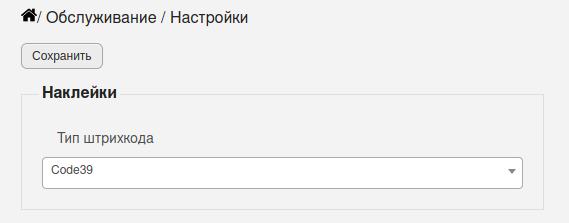 / Обслуживание / Настройки
Сохранить
Наклейки
Тип штрихкода
Code39